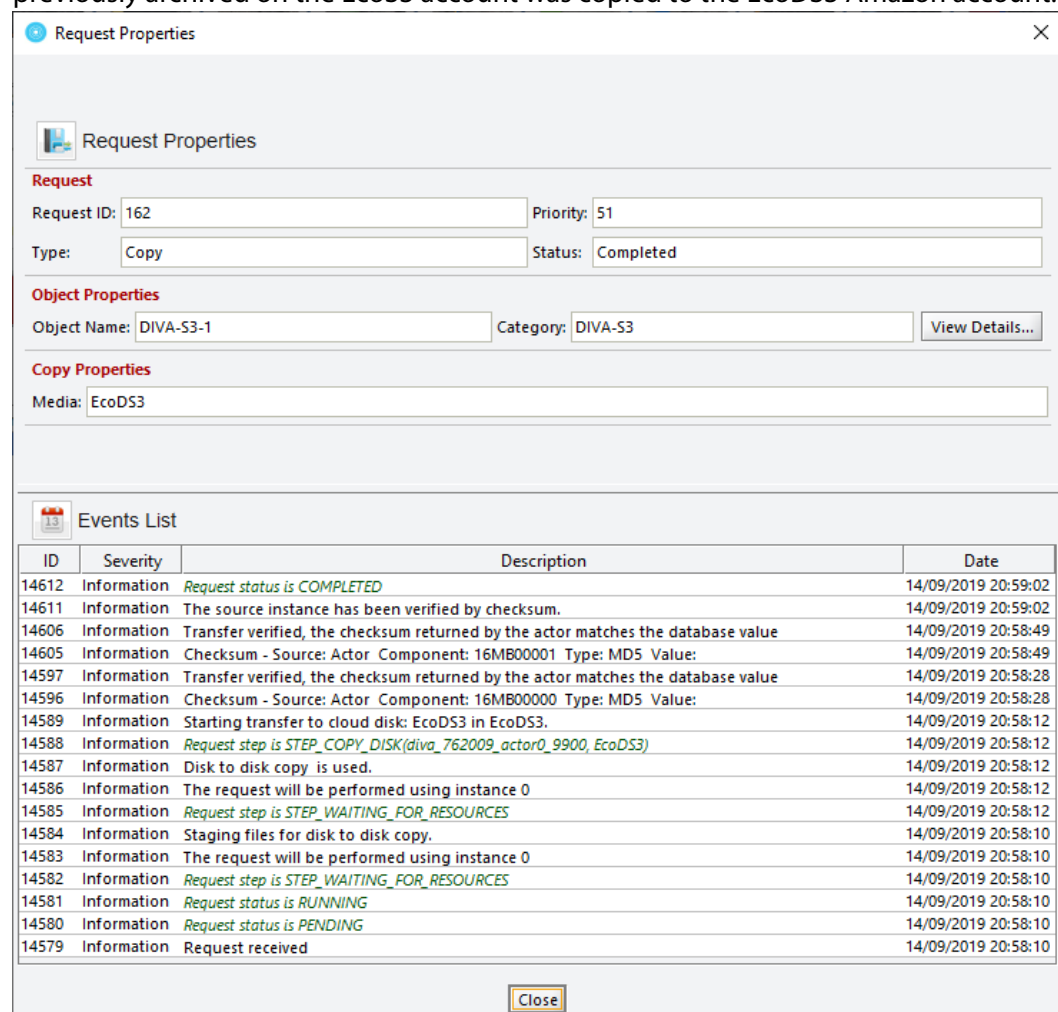 previously archived on the EcoS3 account was copied to the EcoDS3 Amazon account.
Request Properties
Request Properties
Request
Request ID: 162 Priority: 51
Type: Copy Status: Completed
Object Properties
Object Name: DIVA-S3-1 Category: DIVA-S3 View Details...
Copy Properties
Media: EcoDS3
13 Events List
ID Severity Description Date
14612 Information Request status is COMPLETED 14/09/2019 20:59:02
14611 Information The source instance has been verified by checksum. 14/09/2019 20:59:02
14606 Information Transfer verified, the checksum returned by the actor matches the database value 14/09/2019 20:58:49
14605 Information Checksum - Source: Actor Component: 16MB00001 Type: MD5 Value: 14/09/2019 20:58:49
14597 Information Transfer verified, the checksum returned by the actor matches the database value 14/09/2019 20:58:28
14596 Information Checksum - Source: Actor Component: 16MB00000 Type: MD5 Value: 14/09/2019 20:58:28
14589 Information Starting transfer to cloud disk: EcoDS3 in EcoDS3. 14/09/2019 20:58:12
14588 Information Request step is STEP_COPY_DISK(diva_762009_actor0_9900, EcoDS3) 14/09/2019 20:58:12
14587 Information Disk to disk copy is used. 14/09/2019 20:58:12
14586 Information The request will be performed using instance 0 14/09/2019 20:58:12
14585 Information Request step is STEP_WAITING_FOR_RESOURCES 14/09/2019 20:58:12
14584 Information Staging files for disk to disk copy. 14/09/2019 20:58:10
14583 Information The request will be performed using instance 0 14/09/2019 20:58:10
14582 Information Request step is STEP_WAITING_FOR_RESOURCES 14/09/2019 20:58:10
14581 Information Request status is RUNNING 14/09/2019 20:58:10
14580 Information Request status is PENDING 14/09/2019 20:58:10
14579 Information Request received 14/09/2019 20:58:10
Close